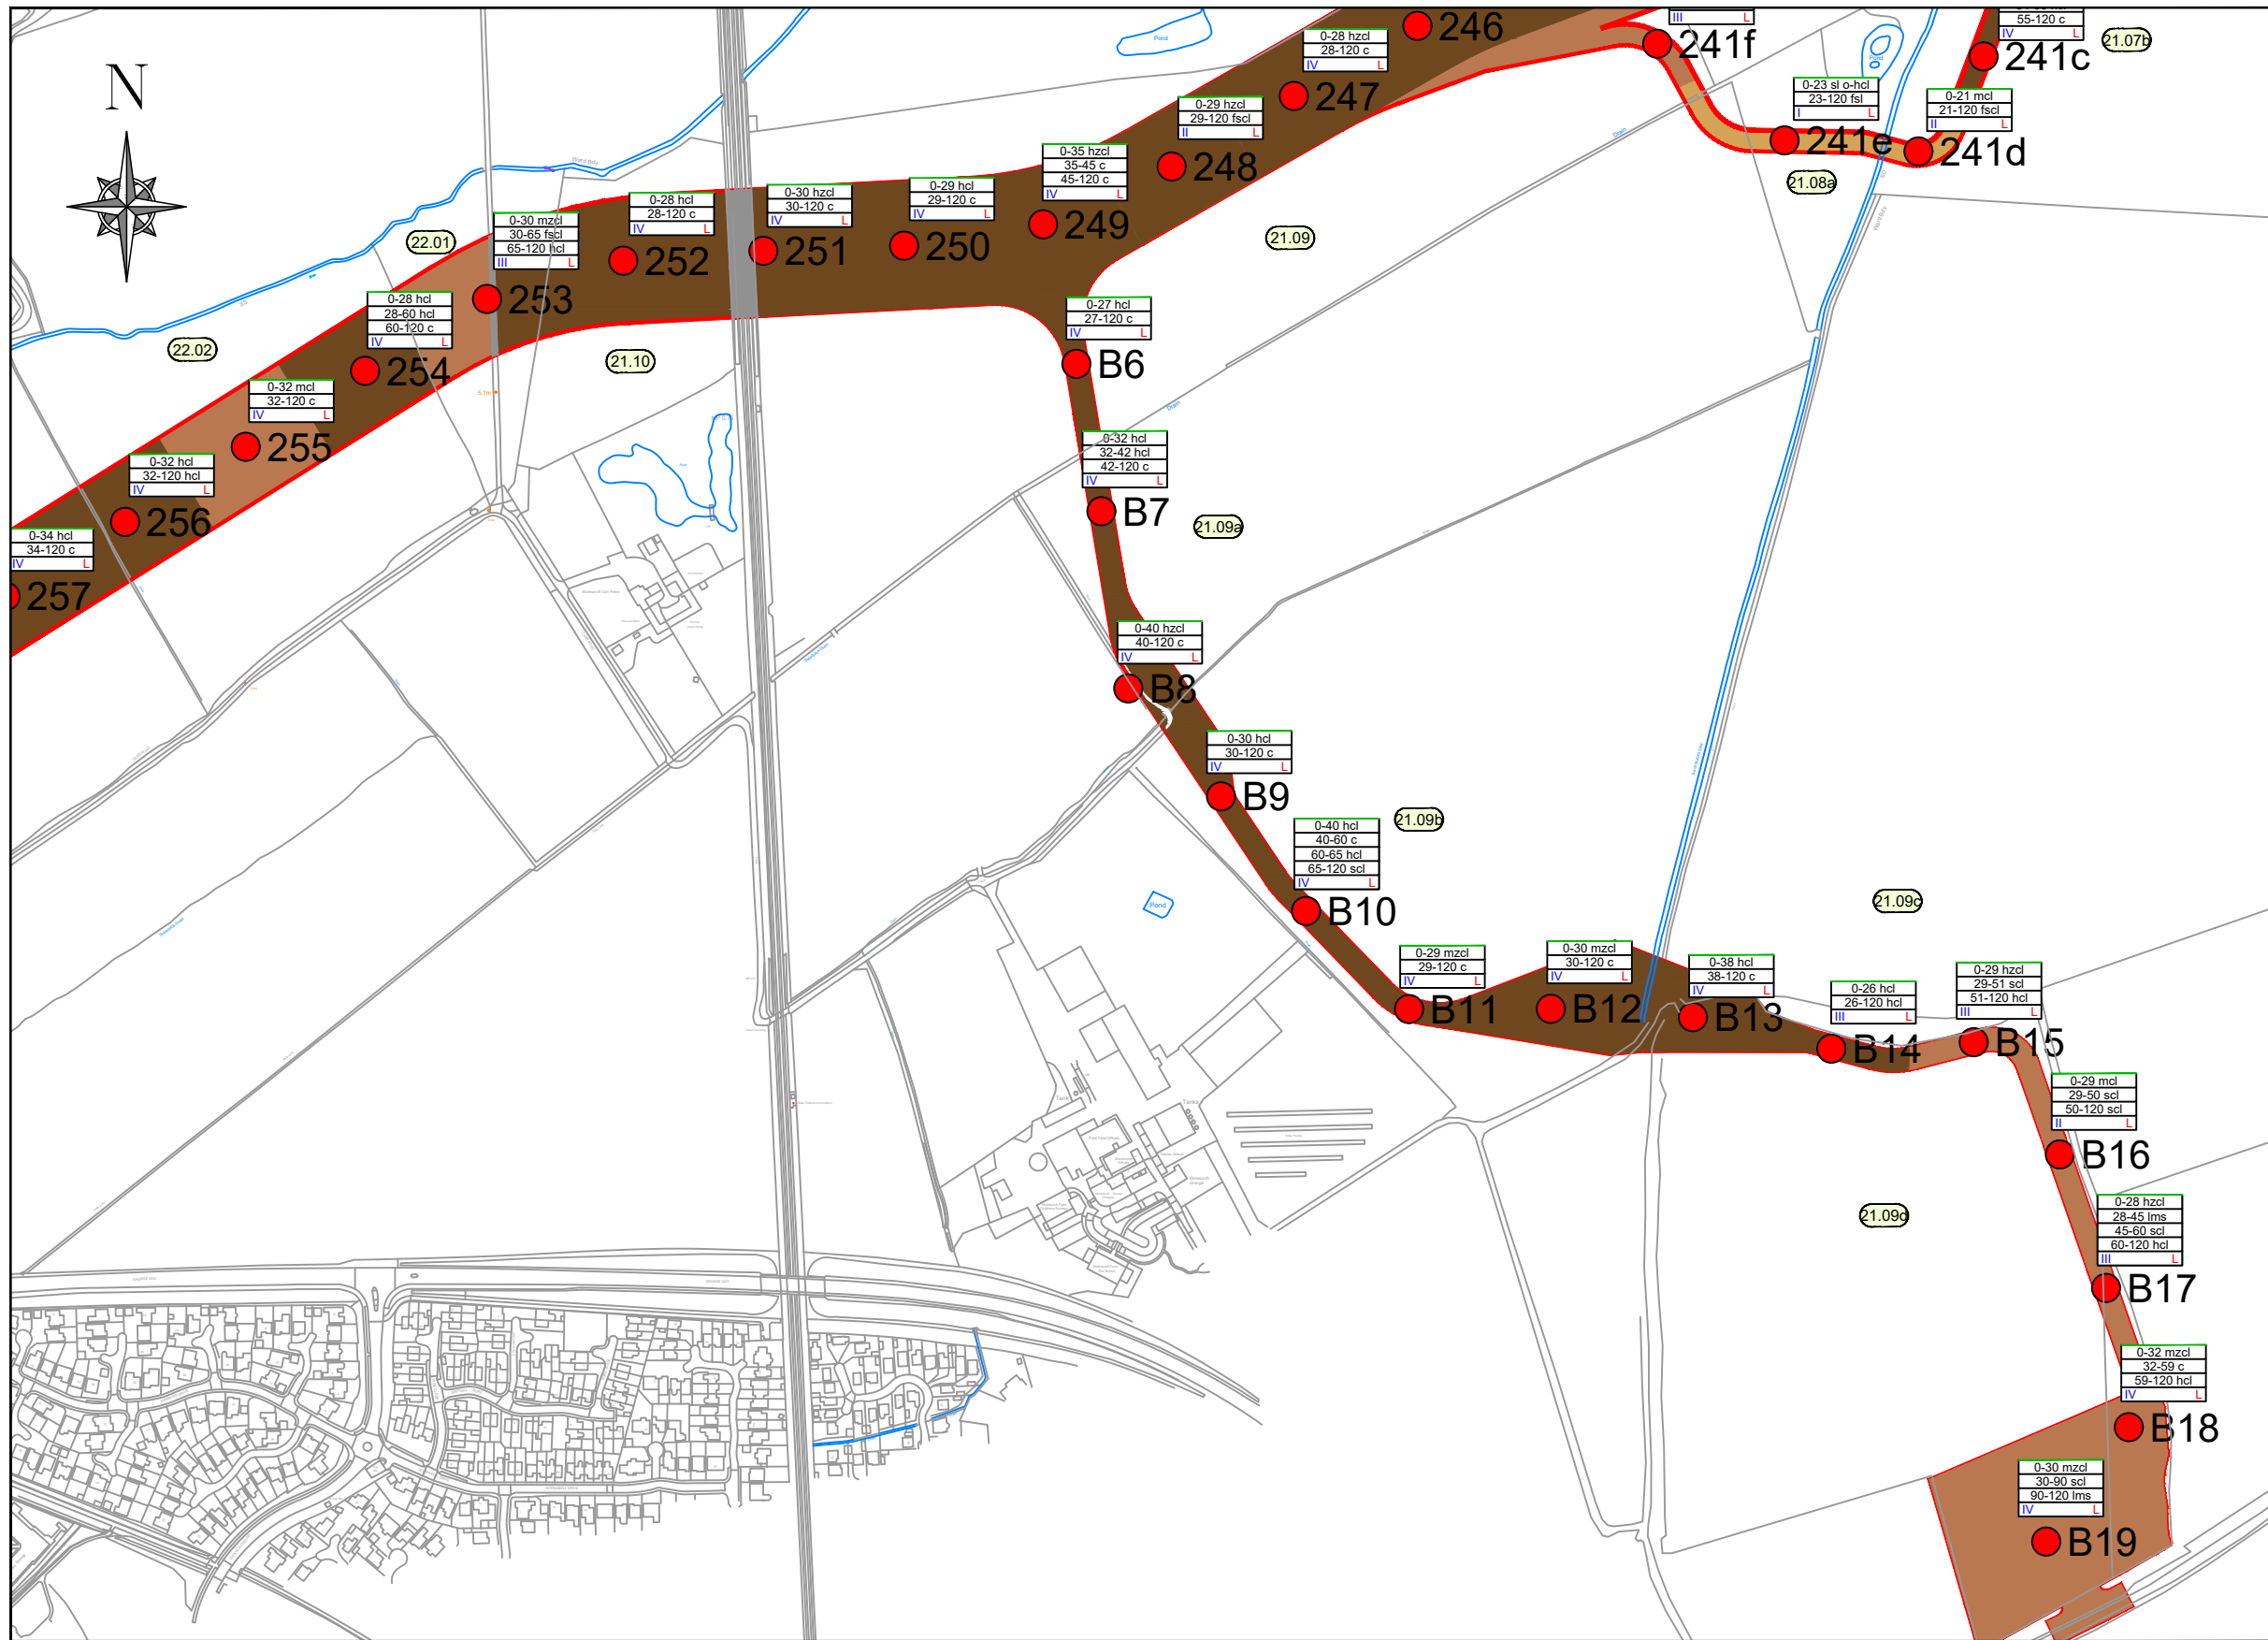 N
Pond
0-28 hzcl
28-120 c
IV L
246
247
III L
241f
55-120 c
IV L
241c
21.07b
Pond
0-23 sl o-hcl
23-120 fsl
I L
241e
0-21 mcl
21-120 fscl
II L
241d
21.08a
0-29 hzcl
29-120 fscl
II L
248
Drain
0-35 hzcl
35-45 c
45-120 c
IV L
249
0-29 hcl
29-120 c
IV L
250
0-30 hzcl
30-120 c
IV L
251
0-28 hcl
28-120 c
IV L
252
0-30 mzcl
30-65 fscl
65-120 hcl
III L
253
22.01
21.09
0-28 hcl
28-60 hcl
60-120 c
IV L
254
22.02
21.10
0-27 hcl
27-120 c
IV L
B6
0-32 mcl
32-120 c
IV L
255
Drain
0-32 hcl
32-42 hcl
42-120 c
IV L
B7
21.09a
0-32 hcl
32-120 hcl
IV L
256
0-34 hcl
34-120 c
IV L
257
0-40 hzcl
40-120 c
IV L
B8
0-30 hcl
30-120 c
IV L
B9
21.09b
0-40 hcl
40-60 c
60-65 hcl
65-120 scl
IV L
B10
Pond
21.09c
0-29 mzcl
29-120 c
IV L
B11
0-30 mzcl
30-120 c
IV L
B12
0-38 hcl
38-120 c
IV L
B13
0-26 hcl
26-120 hcl
III L
B14
0-29 hzcl
29-51 scl
51-120 hcl
III L
B15
0-29 mcl
29-50 scl
50-120 scl
II L
B16
Tank
Tanks
0-28 hzcl
28-45 lms
45-60 scl
60-120 hcl
III L
B17
21.09d
0-32 mzcl
32-59 c
59-120 hcl
IV L
B18
0-30 mzcl
30-90 scl
90-120 lms
IV L
B19